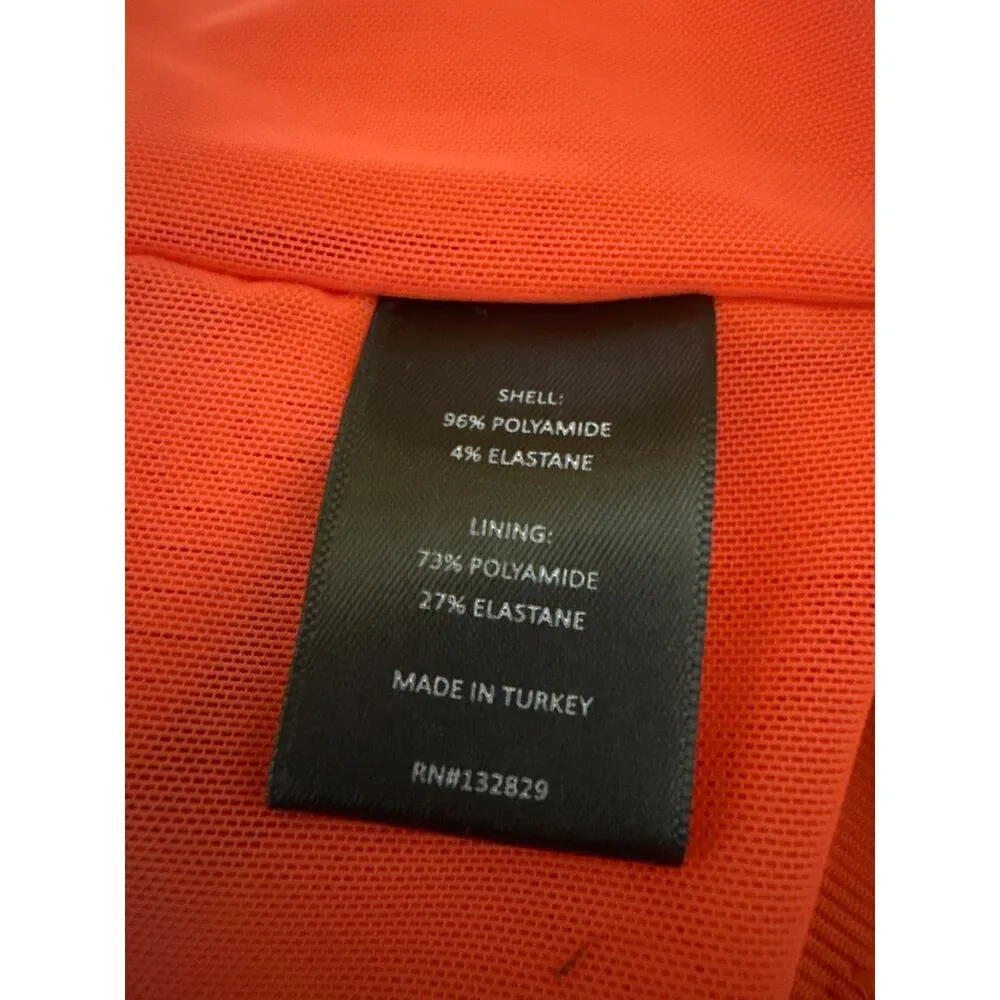 SHELL:
96% POLYAMIDE
4% ELASTANE
LINING:
73% POLYAMIDE
27% ELASTANE
MADE IN TURKEY
RN#132829